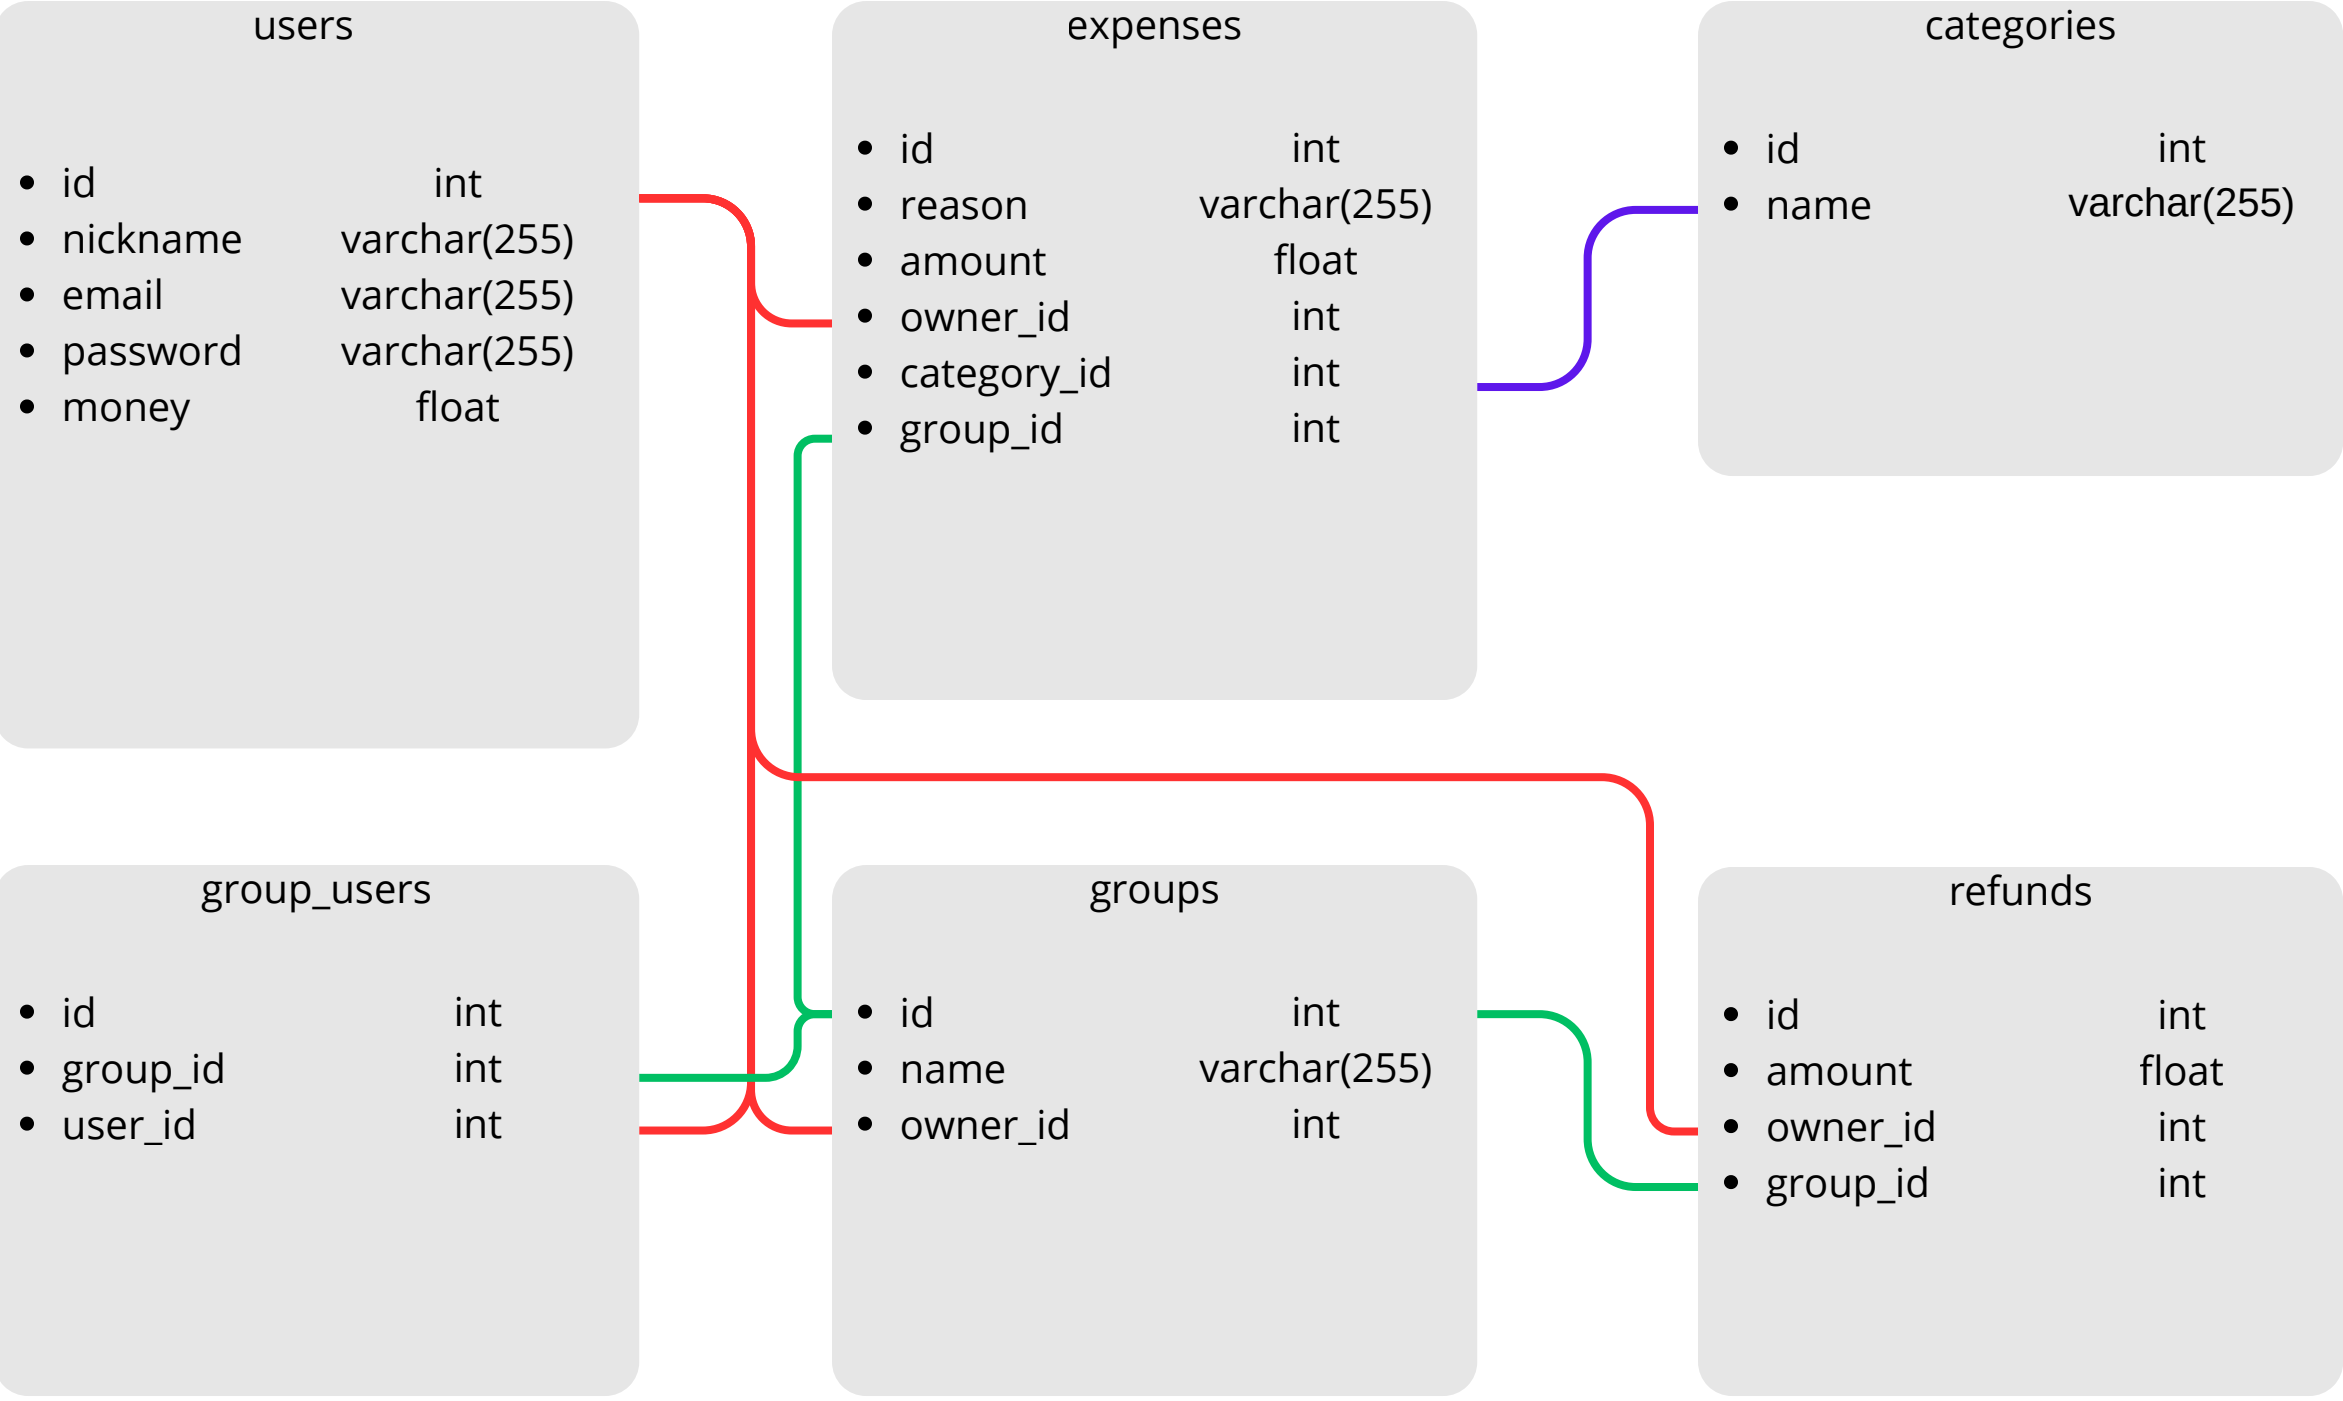 users
id int
nickname varchar(255)
email varchar(255)
password varchar(255)
money float
expenses
id int
reason varchar(255)
amount float
owner_id int
category_id int
group_id int
categories
id int
name varchar(255)
group_users
id int
group_id int
user_id int
groups
id int
name varchar(255)
owner_id int
refunds
id int
amount float
owner_id int
group_id int